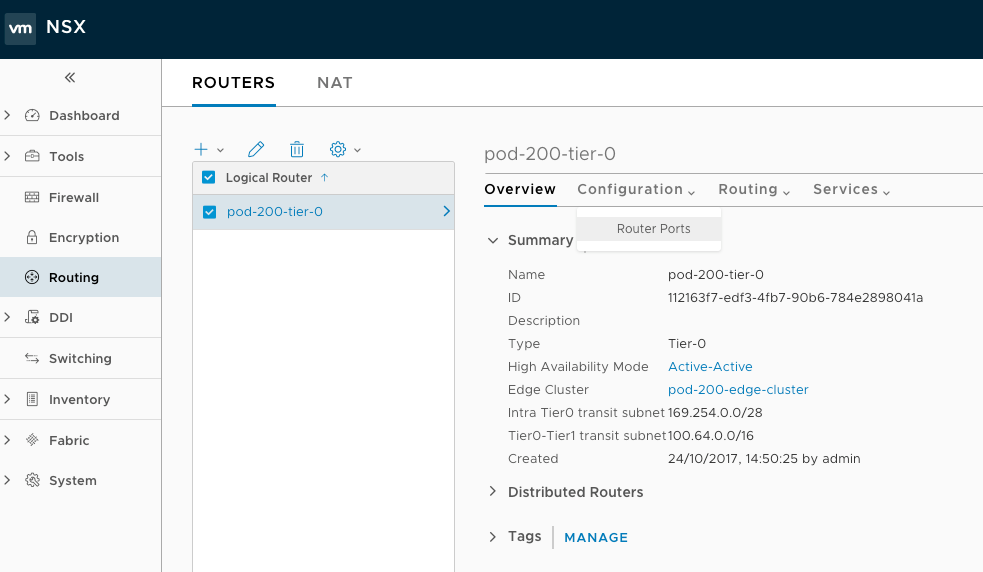 vm NSX
ROUTERS NAT
Dashboard
Tools
Firewall
Encryption
Routing
DDI
Switching
Inventory
Fabric
System
Logical Router ↑
pod-200-tier-0
pod-200-tier-0
Overview Configuration Routing Services
Router Ports
Summary
Name pod-200-tier-0
ID 112163f7-edf3-4fb7-90b6-784e2898041a
Description
Type Tier-0
High Availability Mode Active-Active
Edge Cluster pod-200-edge-cluster
Intra Tier0 transit subnet 169.254.0.0/28
Tier0-Tier1 transit subnet 100.64.0.0/16
Created 24/10/2017, 14:50:25 by admin
Distributed Routers
Tags MANAGE